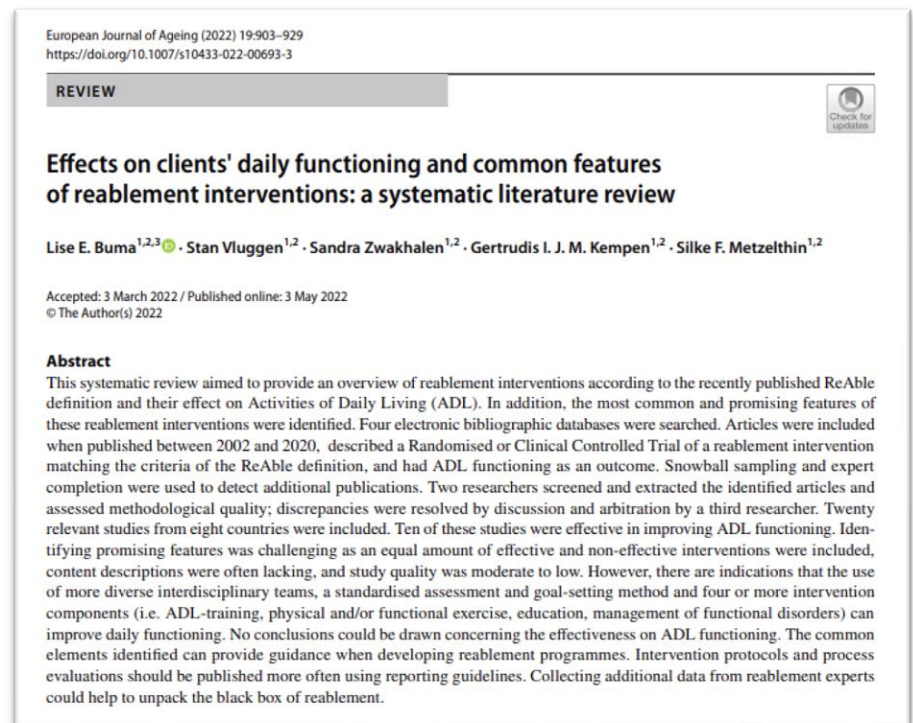 European Journal of Ageing (2022) 19:903–929
https://doi.org/10.1007/s10433-022-00693-3
REVIEW
Check for
updates
Effects on clients' daily functioning and common features
of reablement interventions: a systematic literature review
Lise E. Buma1,2,3 · Stan Vluggen1,2 · Sandra Zwakhalen1,2 · Gertrudis I. J. M. Kempen1,2 · Silke F. Metzelthin1,2
Accepted: 3 March 2022 / Published online: 3 May 2022
© The Author(s) 2022
Abstract
This systematic review aimed to provide an overview of reablement interventions according to the recently published ReAble
definition and their effect on Activities of Daily Living (ADL). In addition, the most common and promising features of
these reablement interventions were identified. Four electronic bibliographic databases were searched. Articles were included
when published between 2002 and 2020, described a Randomised or Clinical Controlled Trial of a reablement intervention
matching the criteria of the ReAble definition, and had ADL functioning as an outcome. Snowball sampling and expert
completion were used to detect additional publications. Two researchers screened and extracted the identified articles and
assessed methodological quality; discrepancies were resolved by discussion and arbitration by a third researcher. Twenty
relevant studies from eight countries were included. Ten of these studies were effective in improving ADL functioning. Iden-
tifying promising features was challenging as an equal amount of effective and non-effective interventions were included,
content descriptions were often lacking, and study quality was moderate to low. However, there are indications that the use
of more diverse interdisciplinary teams, a standardised assessment and goal-setting method and four or more intervention
components (i.e. ADL-training, physical and/or functional exercise, education, management of functional disorders) can
improve daily functioning. No conclusions could be drawn concerning the effectiveness on ADL functioning. The common
elements identified can provide guidance when developing reablement programmes. Intervention protocols and process
evaluations should be published more often using reporting guidelines. Collecting additional data from reablement experts
could help to unpack the black box of reablement.